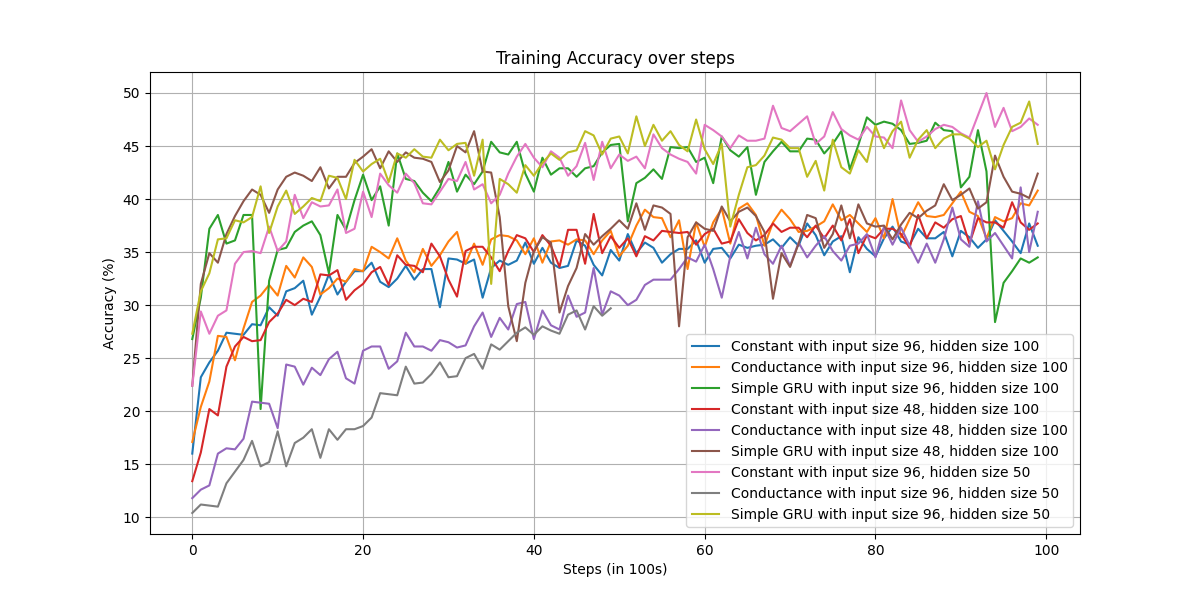 Training Accuracy over steps
Accuracy (%)
50
45
40
35
30
25
20
15
10
0
20
40
60
80
100
Steps (in 100s)
Constant with input size 96, hidden size 100
Conductance with input size 96, hidden size 100
Simple GRU with input size 96, hidden size 100
Constant with input size 48, hidden size 100
Conductance with input size 48, hidden size 100
Simple GRU with input size 48, hidden size 100
Constant with input size 96, hidden size 50
Conductance with input size 96, hidden size 50
Simple GRU with input size 96, hidden size 50